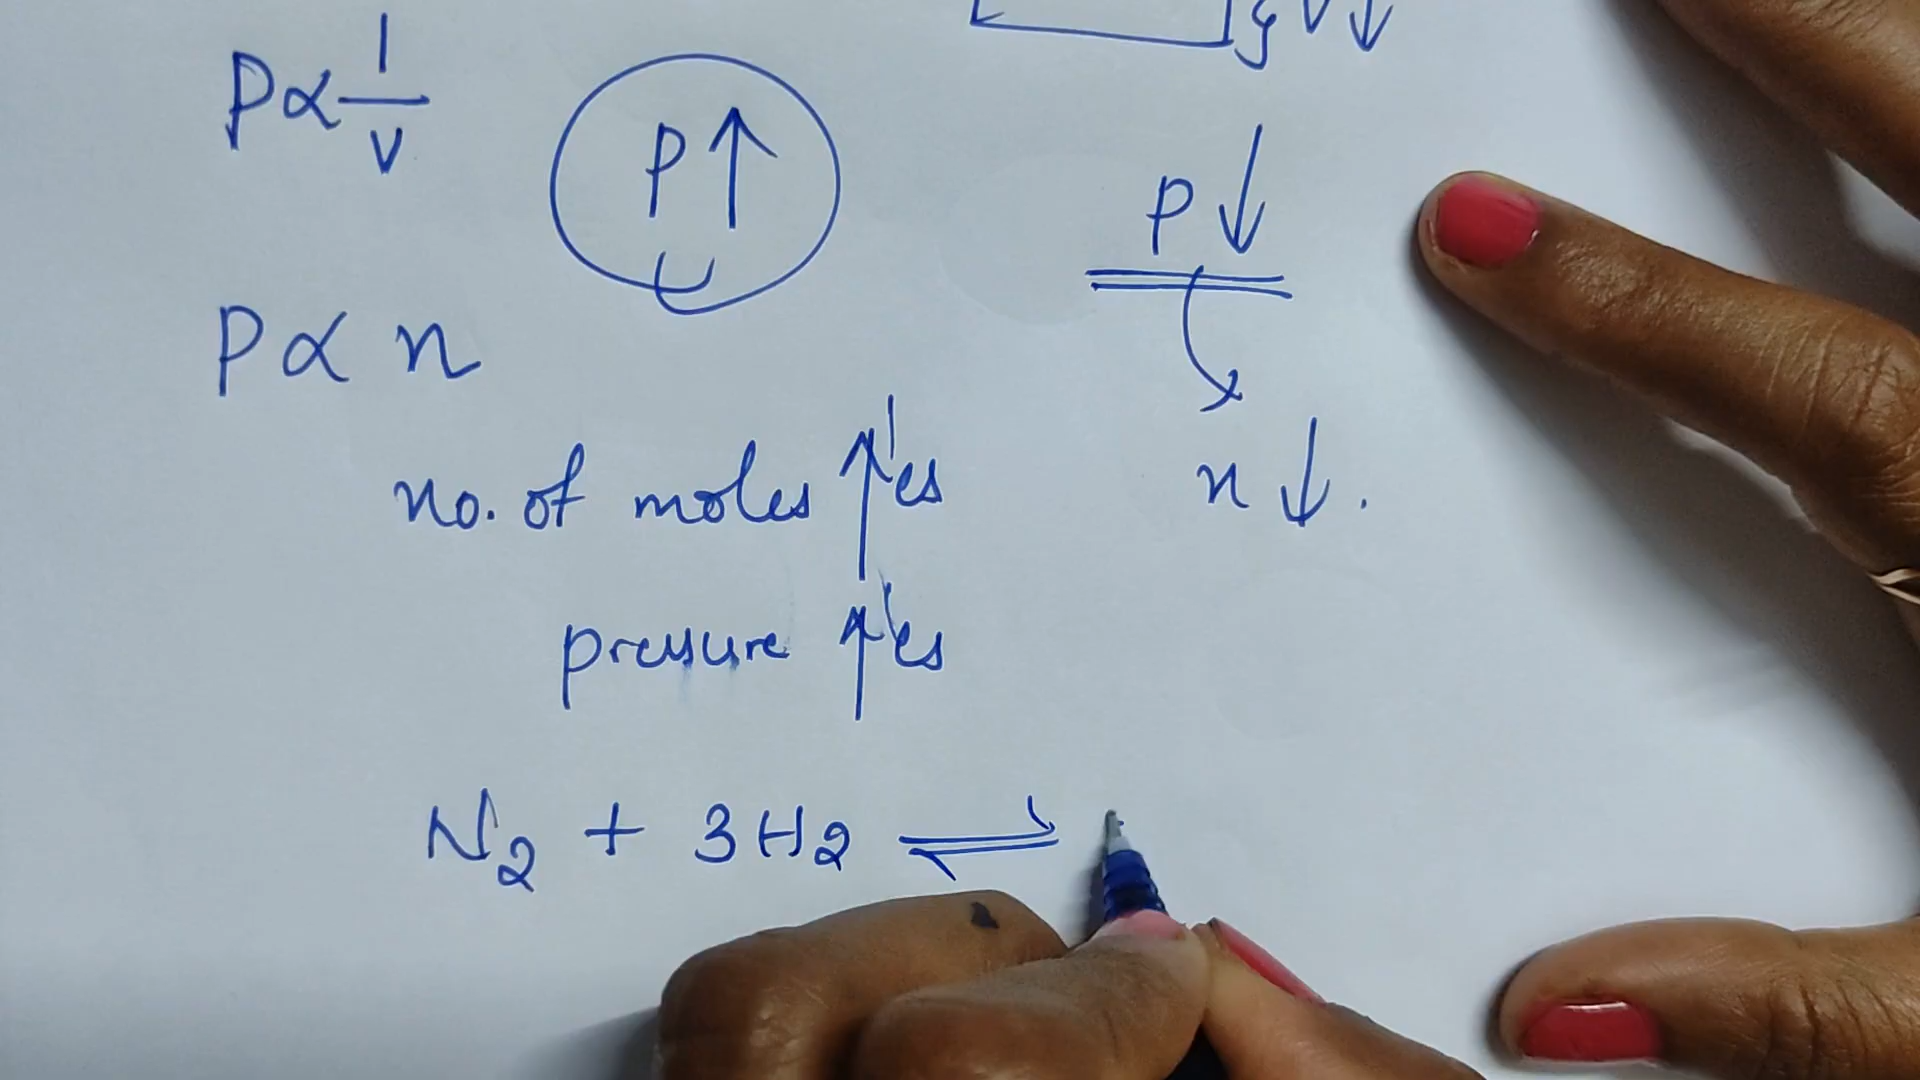 V↓
P∝1/V
P↑
P↓
P∝ n
no. of moles ↑'es
n↓.
pressure ↑'es
N2 + 3H2 ⇌